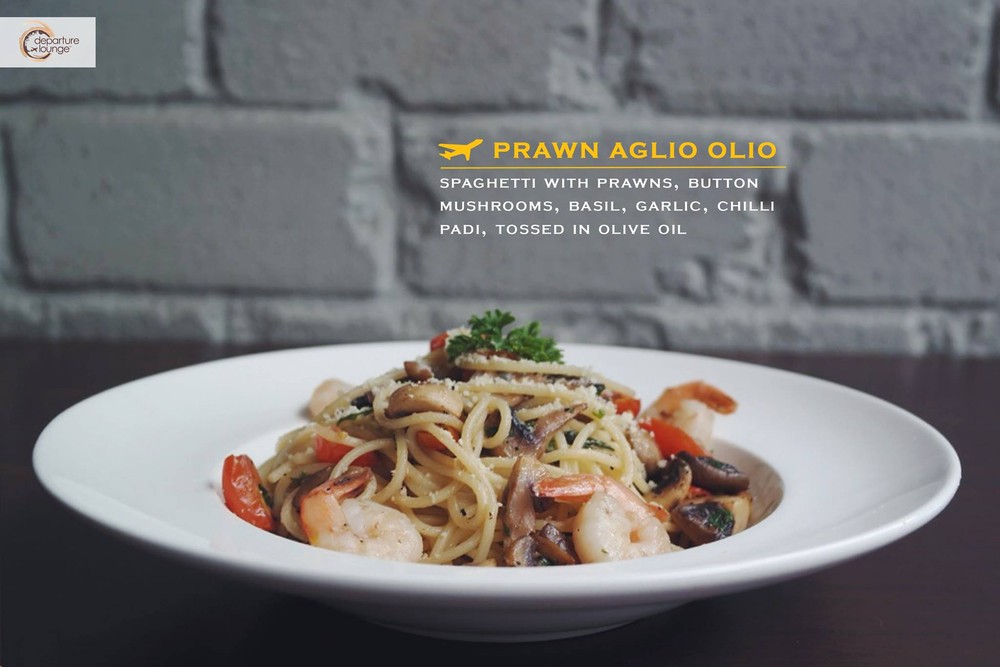 departure
lounge
PRAWN AGLIO OLIO
SPAGHETTI WITH PRAWNS, BUTTON
MUSHROOMS, BASIL, GARLIC, CHILLI
PADI, TOSSED IN OLIVE OIL